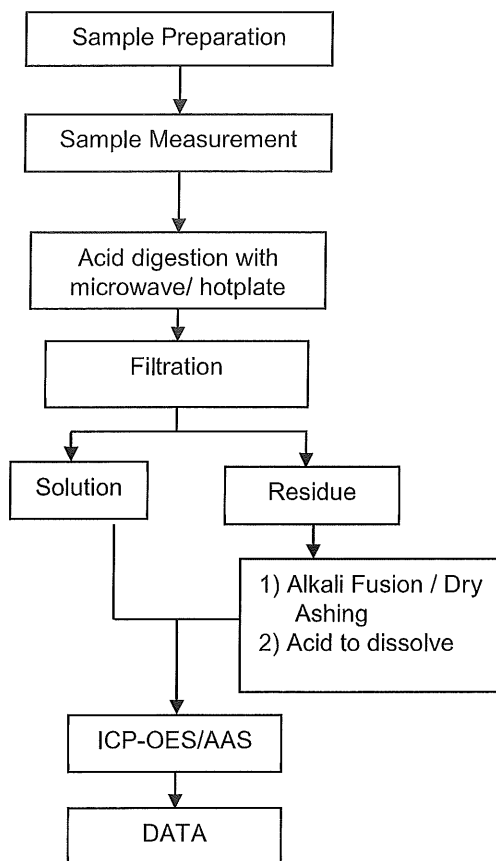 Sample Preparation
Sample Measurement
Acid digestion with
microwave/ hotplate
Filtration
Solution
Residue
1) Alkali Fusion / Dry
Ashing
2) Acid to dissolve
ICP-OES/AAS
DATA